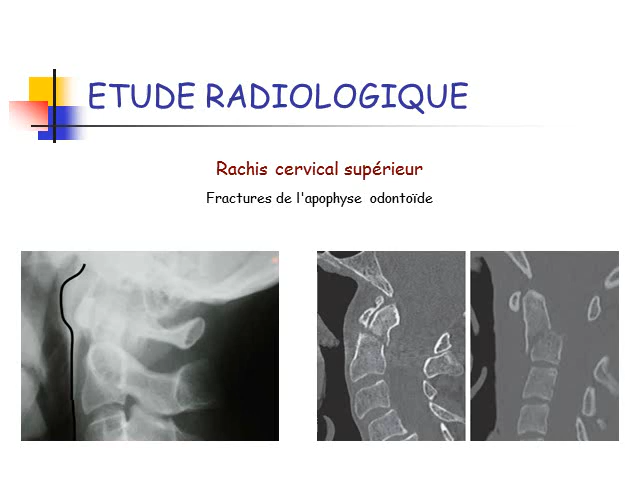 ETUDE RADIOLOGIQUE
Rachis cervical supérieur
Fractures de l'apophyse odontoïde